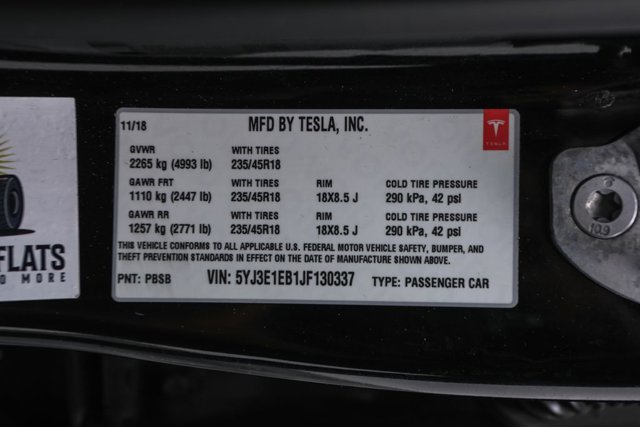 11/18 MFD BY TESLA, INC.
TESLA
GVWR WITH TIRES
2265 kg (4993 lb) 235/45R18
GAWR FRT WITH TIRES RIM COLD TIRE PRESSURE
1110 kg (2447 lb) 235/45R18 18X8.5 J 290 kPa, 42 psi
GAWR RR WITH TIRES RIM COLD TIRE PRESSURE
1257 kg (2771 lb) 235/45R18 18X8.5 J 290 kPa, 42 psi
THIS VEHICLE CONFORMS TO ALL APPLICABLE U.S. FEDERAL MOTOR VEHICLE SAFETY, BUMPER, AND
THEFT PREVENTION STANDARDS IN EFFECT ON THE DATE OF MANUFACTURE SHOWN ABOVE.
PNT: PBSB VIN: 5YJ3E1EB1JF130337 TYPE: PASSENGER CAR
FLATS
MORE
10.9